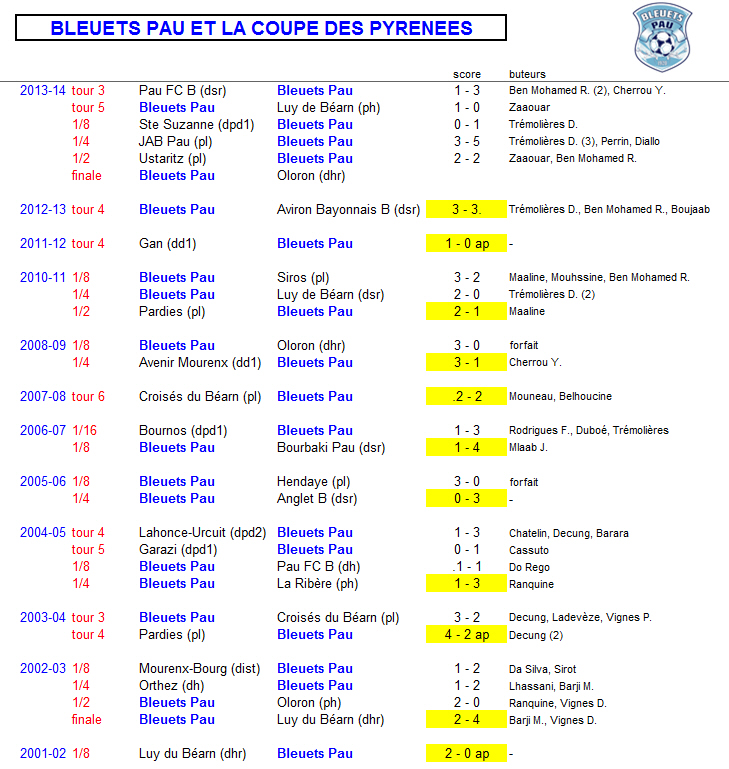 BLEUETS PAU ET LA COUPE DES PYRENEES
BLEUETS
PAU
score buteurs
2013-14 tour 3 Pau FC B (dsr) Bleuets Pau 1 - 3 Ben Mohamed R. (2), Cherrou Y.
tour 5 Bleuets Pau Luy de Béarn (ph) 1 - 0 Zaaouar
1/8 Ste Suzanne (dpd1) Bleuets Pau 0 - 1 Trémolières D.
1/4 JAB Pau (pl) Bleuets Pau 3 - 5 Trémolières D. (3), Perrin, Diallo
1/2 Ustaritz (pl) Bleuets Pau 2 - 2 Zaaouar, Ben Mohamed R.
finale Bleuets Pau Oloron (dhr)
2012-13 tour 4 Bleuets Pau Aviron Bayonnais B (dsr) 3 - 3. Trémolières D., Ben Mohamed R., Boujaab
2011-12 tour 4 Gan (dd1) Bleuets Pau 1 - 0 ap -
2010-11 1/8 Bleuets Pau Siros (pl) 3 - 2 Maaline, Mouhssine, Ben Mohamed R.
1/4 Bleuets Pau Luy de Béarn (dsr) 2 - 0 Trémolières D. (2)
1/2 Pardies (pl) Bleuets Pau 2 - 1 Maaline
2008-09 1/8 Bleuets Pau Oloron (dhr) 3 - 0 forfait
1/4 Avenir Mourenx (dd1) Bleuets Pau 3 - 1 Cherrou Y.
2007-08 tour 6 Croisés du Béarn (pl) Bleuets Pau .2 - 2 Mouneau, Belhoucine
2006-07 1/16 Bournos (dpd1) Bleuets Pau 1 - 3 Rodrigues F., Duboé, Trémolières
1/8 Bleuets Pau Bourbaki Pau (dsr) 1 - 4 Mlaab J.
2005-06 1/8 Bleuets Pau Hendaye (pl) 3 - 0 forfait
1/4 Bleuets Pau Anglet B (dsr) 0 - 3 -
2004-05 tour 4 Lahonce-Urcuit (dpd2) Bleuets Pau 1 - 3 Chatelin, Decung, Barara
tour 5 Garazi (dpd1) Bleuets Pau 0 - 1 Cassuto
1/8 Bleuets Pau Pau FC B (dh) .1 - 1 Do Rego
1/4 Bleuets Pau La Ribère (ph) 1 - 3 Ranquine
2003-04 tour 3 Bleuets Pau Croisés du Béarn (pl) 3 - 2 Decung, Ladevèze, Vignes P.
tour 4 Pardies (pl) Bleuets Pau 4 - 2 ap Decung (2)
2002-03 1/8 Mourenx-Bourg (dist) Bleuets Pau 1 - 2 Da Silva, Sirot
1/4 Orthez (dh) Bleuets Pau 1 - 2 Lhassani, Barji M.
1/2 Bleuets Pau Oloron (ph) 2 - 0 Ranquine, Vignes D.
finale Bleuets Pau Luy du Béarn (dhr) 2 - 4 Barji M., Vignes D.
2001-02 1/8 Luy du Béarn (dhr) Bleuets Pau 2 - 0 ap -